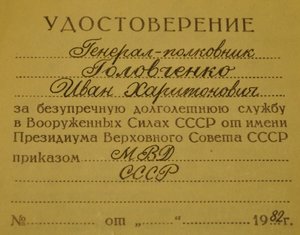 УДОСТОВЕРЕНИЕ
Генерал-полковник
Головченко
Иван Харитонович
за безупречную долголетнюю службу
в Вооруженных Силах СССР от имени
Президиума Верховного Совета СССР
приказом МВД
СССР
№ от „ “ 1982г.